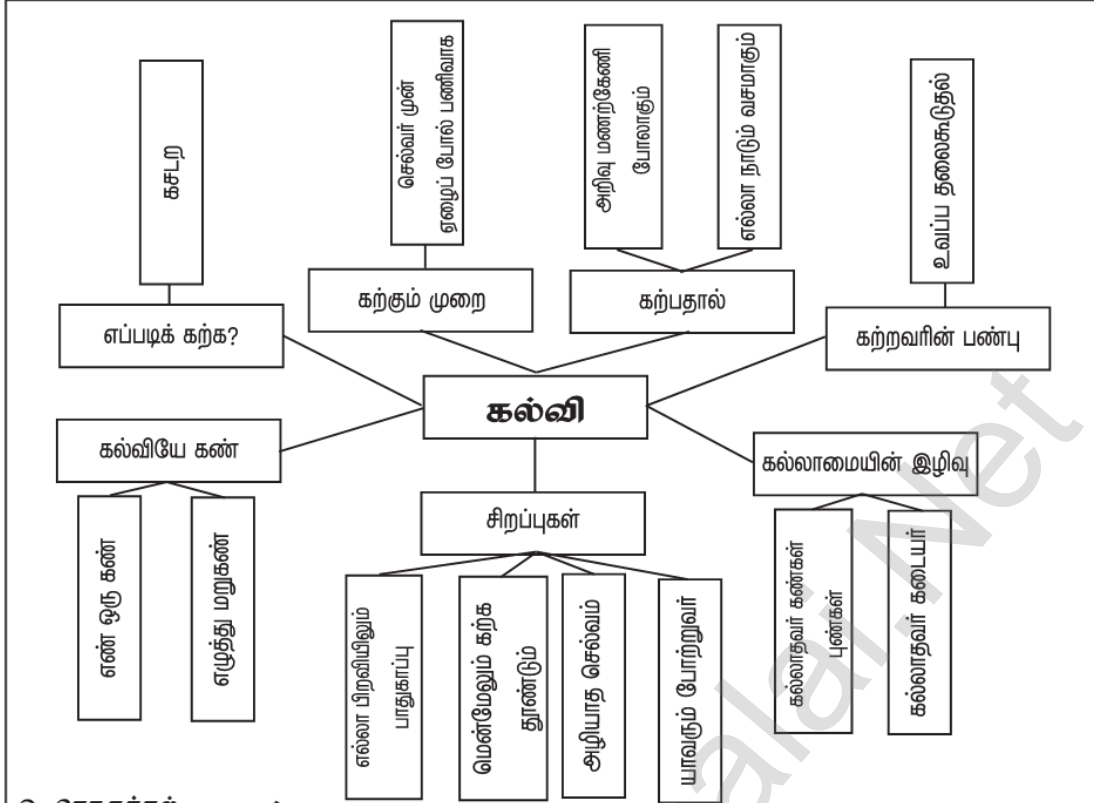 கசடற
செல்வர் முன்
ஏழைப் போல் பணிவாக
அறிவு மணற்கேணி
போலாகும்
எல்லா நாடும் வசமாகும்
உவப்ப தலைகூடுதல்
எப்படிக் கற்க?
கற்கும் முறை
கற்பதால்
கற்றவரின் பண்பு
கல்வி
கல்வியே கண்
சிறப்புகள்
கல்லாமையின் இழிவு
எண் ஒரு கண்
எழுத்து மறுகண்
எல்லா பிறவியிலும்
பாதுகாப்பு
மென்மேலும் கற்க
தூண்டும்
அழியாத செல்வம்
யாவரும் போற்றுவர்
கல்லாதவர் கண்கள்
புண்கள்
கல்லாதவர் கடையர்
alai.Net